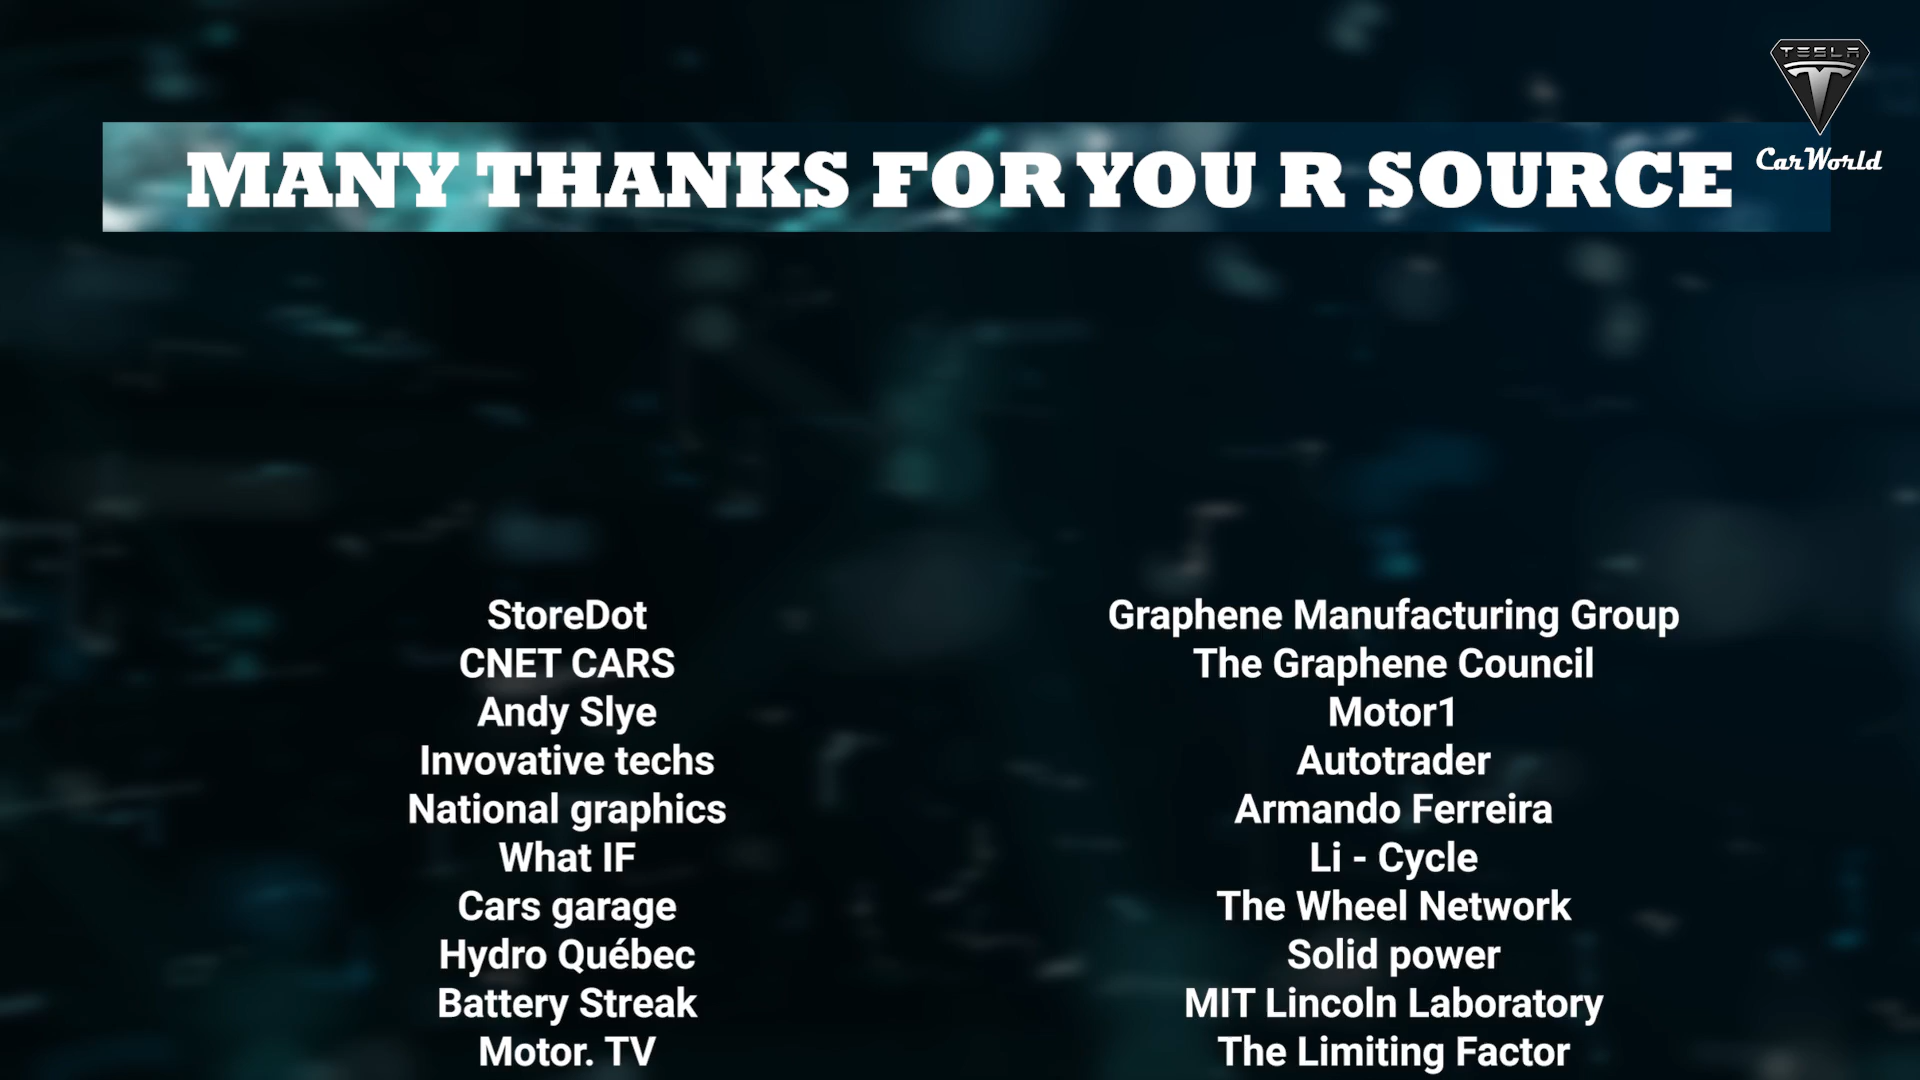 TESLA
CarWorld
MANY THANKS FOR YOU R SOURCE
StoreDot
CNET CARS
Andy Slye
Invovative techs
National graphics
What IF
Cars garage
Hydro Québec
Battery Streak
Motor. TV
Graphene Manufacturing Group
The Graphene Council
Motor1
Autotrader
Armando Ferreira
Li - Cycle
The Wheel Network
Solid power
MIT Lincoln Laboratory
The Limiting Factor